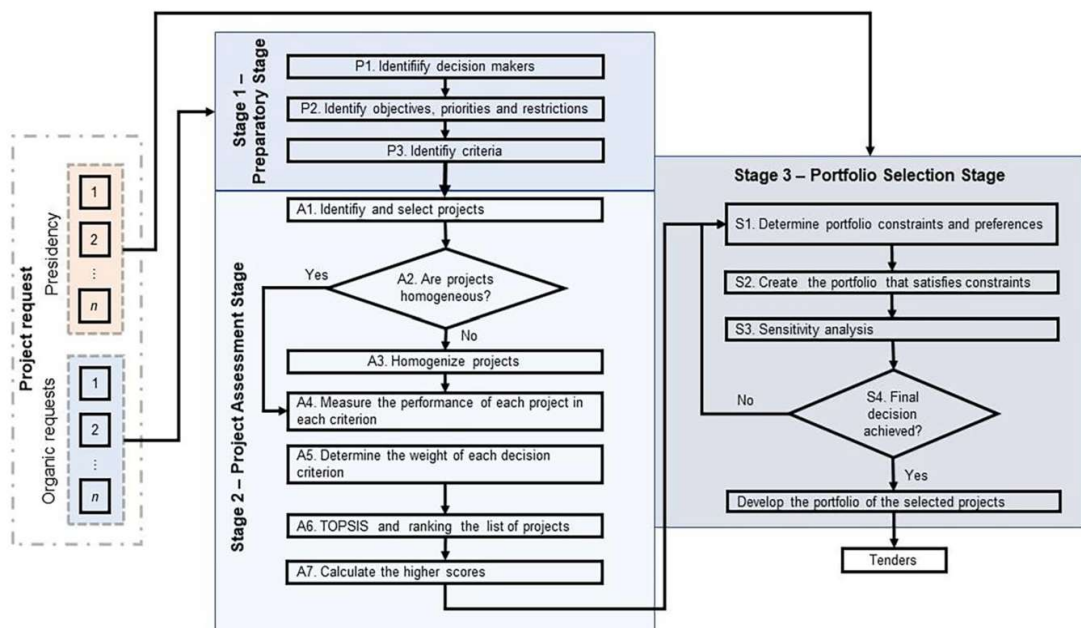 Project request
Presidency
1
2
...
n
Organic requests
1
2
...
n
Stage 1 –
Preparatory Stage
P1. Identifiify decision makers
P2. Identify objectives, priorities and restrictions
P3. Identifiy criteria
Stage 2 – Project Assessment Stage
A1. Identifiy and select projects
A2. Are projects
homogeneous?
Yes
No
A3. Homogenize projects
A4. Measure the performance of each project in
each criterion
A5. Determine the weight of each decision
criterion
A6. TOPSIS and ranking the list of projects
A7. Calculate the higher scores
Stage 3 – Portfolio Selection Stage
S1. Determine portfolio constraints and preferences
S2. Create the portfolio that satisfies constraints
S3. Sensitivity analysis
S4. Final
decision
achieved?
No
Yes
Develop the portfolio of the selected projects
Tenders